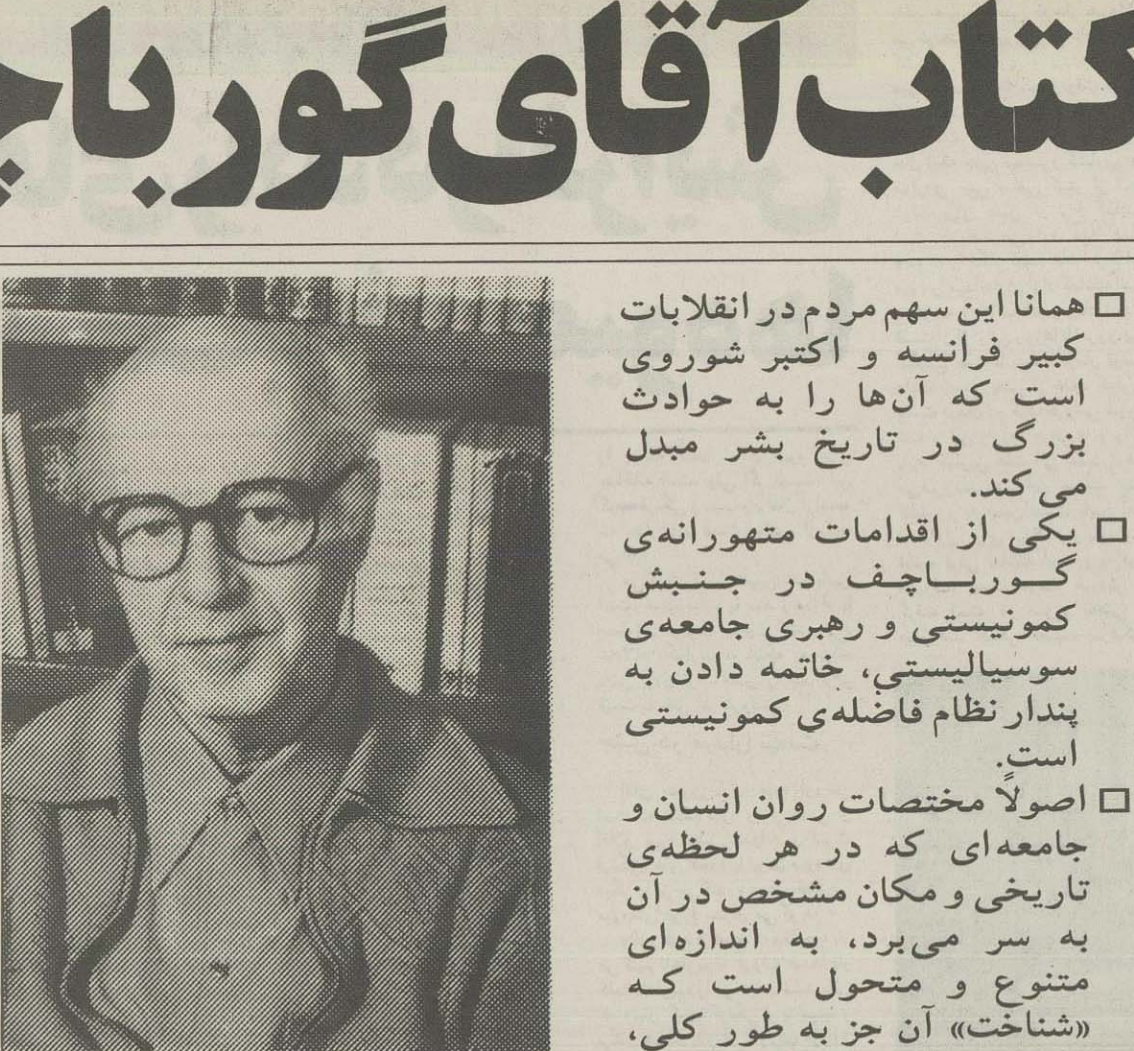 کتاب آقای گورباچ
□ همانا این سهم مردم در انقلابات
کبیر فرانسه و اکتبر شوروی
است که آن‌ها را به حوادث
بزرگ در تاریخ بشر مبدل
می کند.
□ یکی از اقدامات متهورانه‌ی
گـوربـاچـف در جـنـبش
کمونیستی و رهبری جامعه‌ی
سوسیالیستی، خاتمه دادن به
پندار نظام فاضله‌ی کمونیستی
است.
□ اصولاً مختصات روان انسان و
جامعه‌ای که در هر لحظه‌ی
تاریخی و مکان مشخص در آن
به سر می‌برد، به اندازه‌ای
متنوع و متحول است کـه
«شناخت» آن جز به طور کلی،